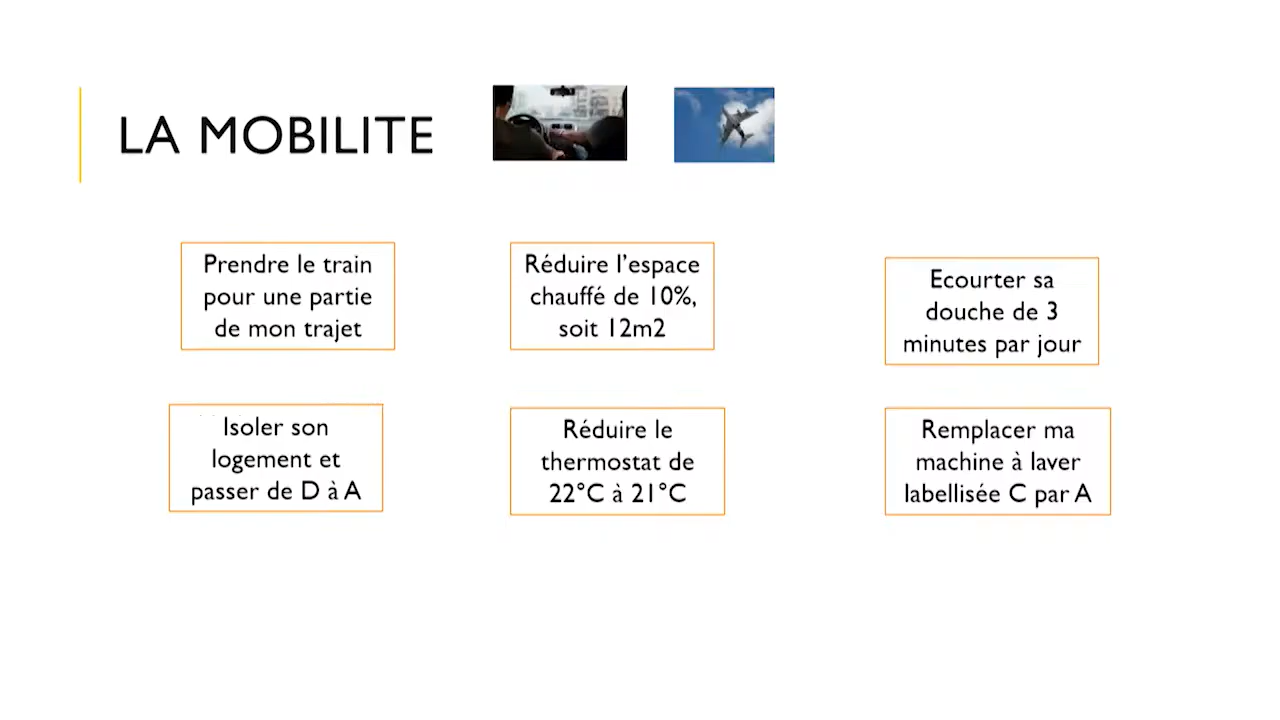 LA MOBILITE
Prendre le train
pour une partie
de mon trajet
Réduire l'espace
chauffé de 10%,
soit 12m2
Ecourter sa
douche de 3
minutes par jour
Isoler son
logement et
passer de D à A
Réduire le
thermostat de
22°C à 21°C
Remplacer ma
machine à laver
labellisée C par A